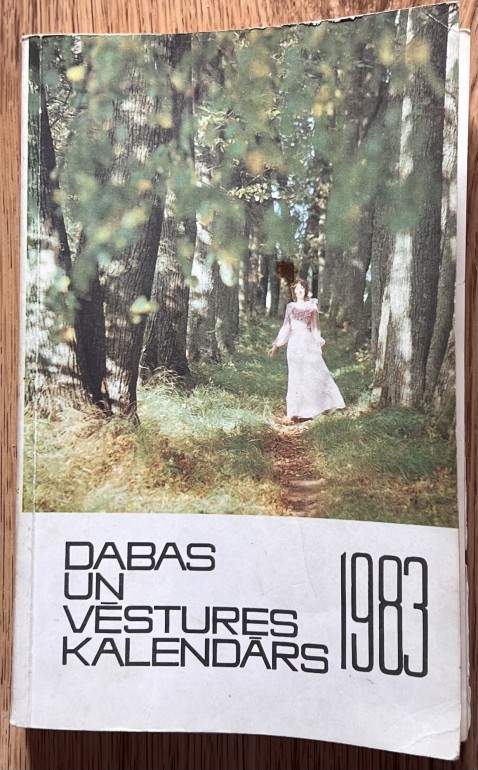 DABAS
UN
VĒSTURES
KALENDĀRS
1983